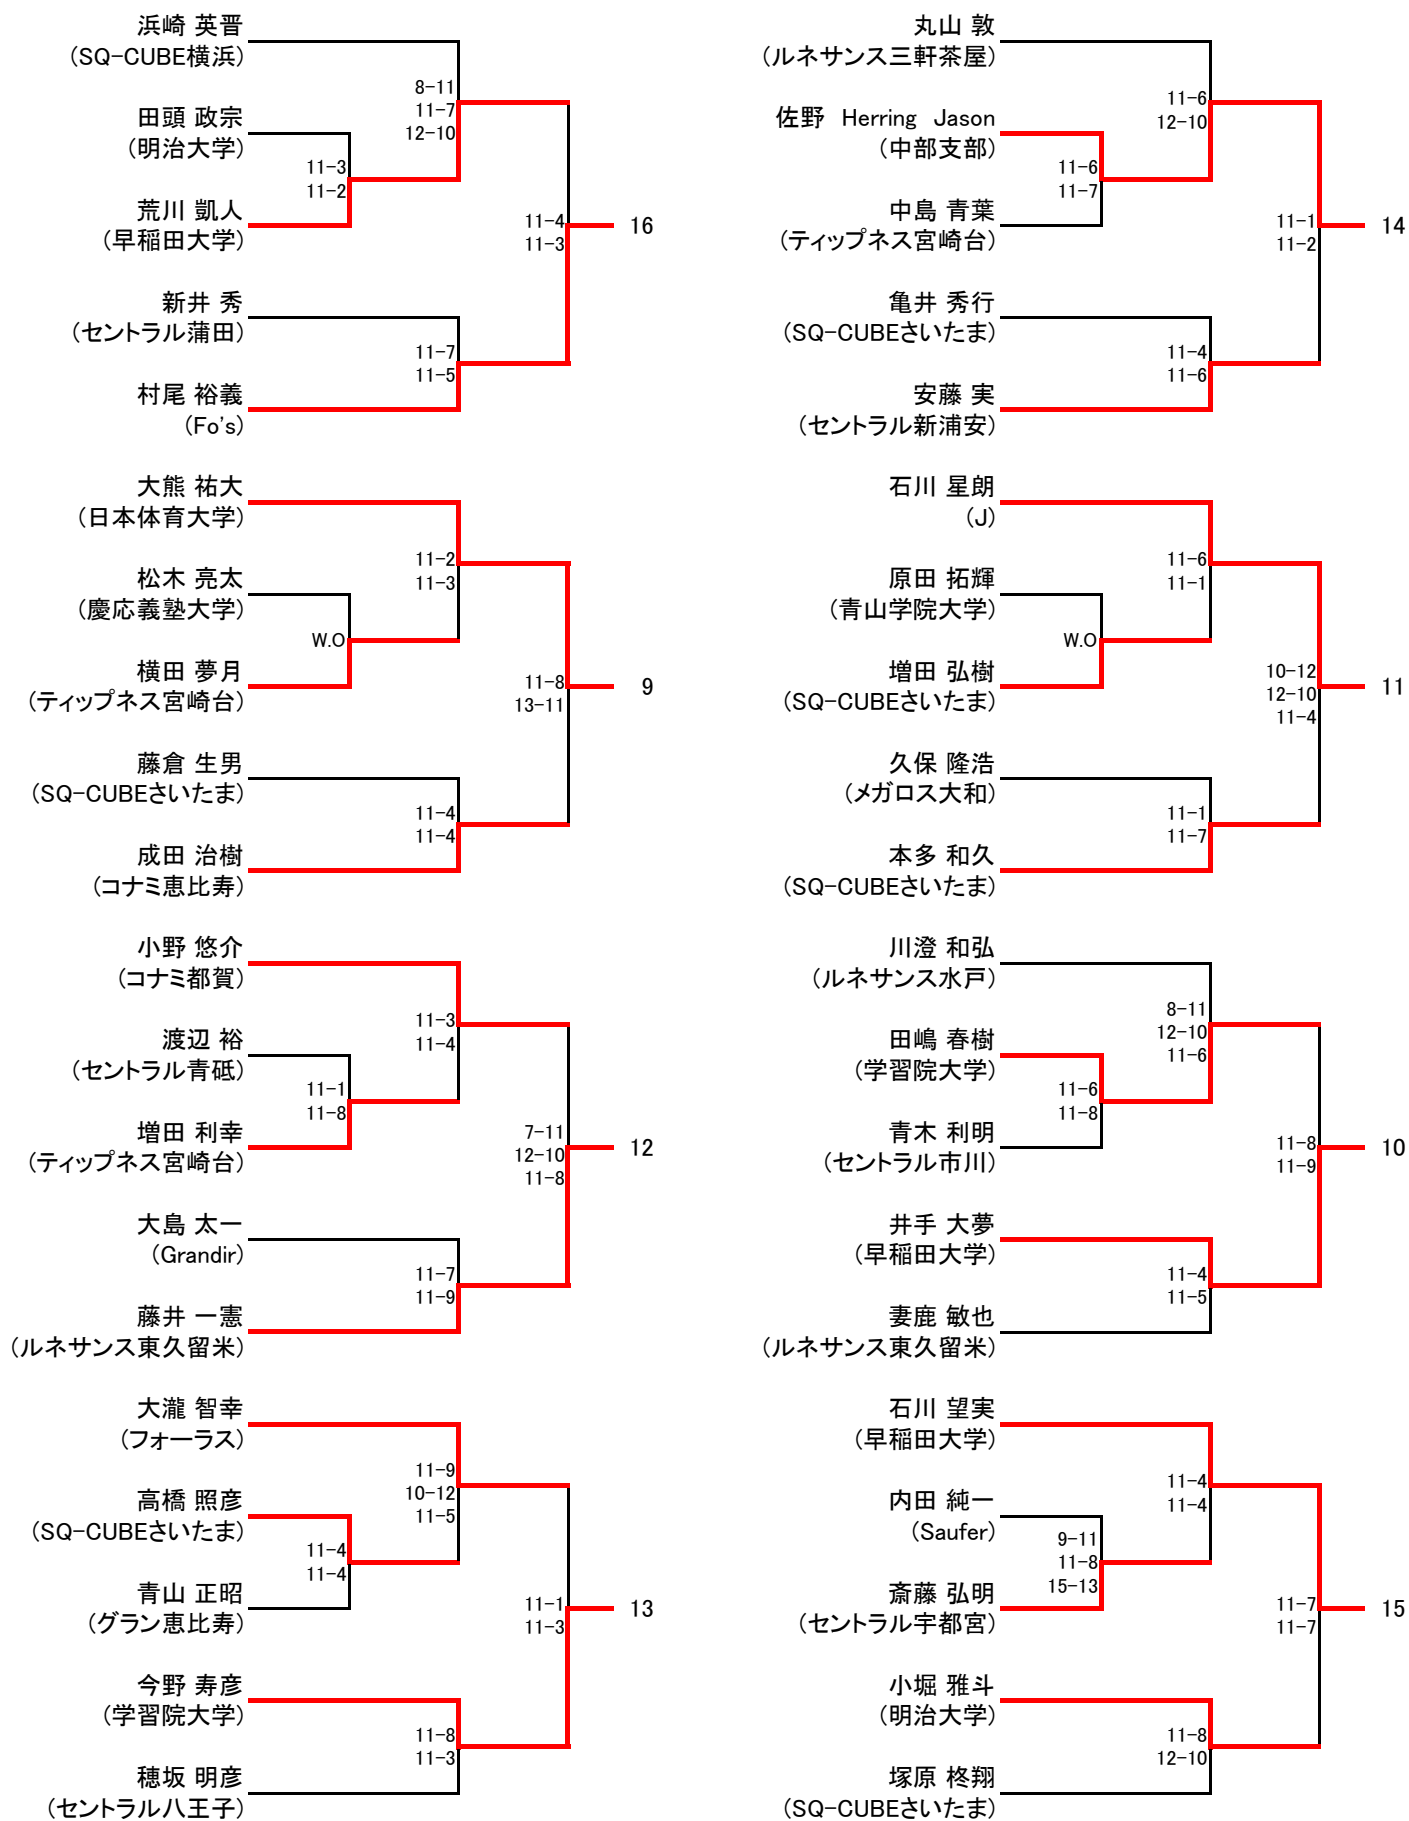 浜崎 英晋
(SQ-CUBE横浜)
8-11
11-7
12-10
田頭 政宗
(明治大学)
11-3
11-2
荒川 凱人
(早稲田大学)
11-4
11-3
16
新井 秀
(セントラル蒲田)
11-7
11-5
村尾 裕義
(Fo's)
大熊 祐大
(日本体育大学)
11-2
11-3
松木 亮太
(慶応義塾大学)
W.O
横田 夢月
(ティップネス宮崎台)
11-8
13-11
9
藤倉 生男
(SQ-CUBEさいたま)
11-4
11-4
成田 治樹
(コナミ恵比寿)
小野 悠介
(コナミ都賀)
11-3
11-4
渡辺 裕
(セントラル青砥)
11-1
11-8
増田 利幸
(ティップネス宮崎台)
7-11
12-10
11-8
12
大島 太一
(Grandir)
11-7
11-9
藤井 一憲
(ルネサンス東久留米)
大瀧 智幸
(フォーラス)
11-9
10-12
11-5
高橋 照彦
(SQ-CUBEさいたま)
11-4
11-4
青山 正昭
(グラン恵比寿)
11-1
11-3
13
今野 寿彦
(学習院大学)
11-8
11-3
穂坂 明彦
(セントラル八王子)
丸山 敦
(ルネサンス三軒茶屋)
11-6
12-10
佐野 Herring Jason
(中部支部)
11-6
11-7
中島 青葉
(ティップネス宮崎台)
11-1
11-2
14
亀井 秀行
(SQ-CUBEさいたま)
11-4
11-6
安藤 実
(セントラル新浦安)
石川 星朗
(J)
11-6
11-1
原田 拓輝
(青山学院大学)
W.O
増田 弘樹
(SQ-CUBEさいたま)
10-12
12-10
11-4
11
久保 隆浩
(メガロス大和)
11-1
11-7
本多 和久
(SQ-CUBEさいたま)
川澄 和弘
(ルネサンス水戸)
8-11
12-10
11-6
田嶋 春樹
(学習院大学)
11-6
11-8
青木 利明
(セントラル市川)
11-8
11-9
10
井手 大夢
(早稲田大学)
11-4
11-5
妻鹿 敏也
(ルネサンス東久留米)
石川 望実
(早稲田大学)
11-4
11-4
内田 純一
(Saufer)
9-11
11-8
15-13
斎藤 弘明
(セントラル宇都宮)
11-7
11-7
15
小堀 雅斗
(明治大学)
11-8
12-10
塚原 柊翔
(SQ-CUBEさいたま)